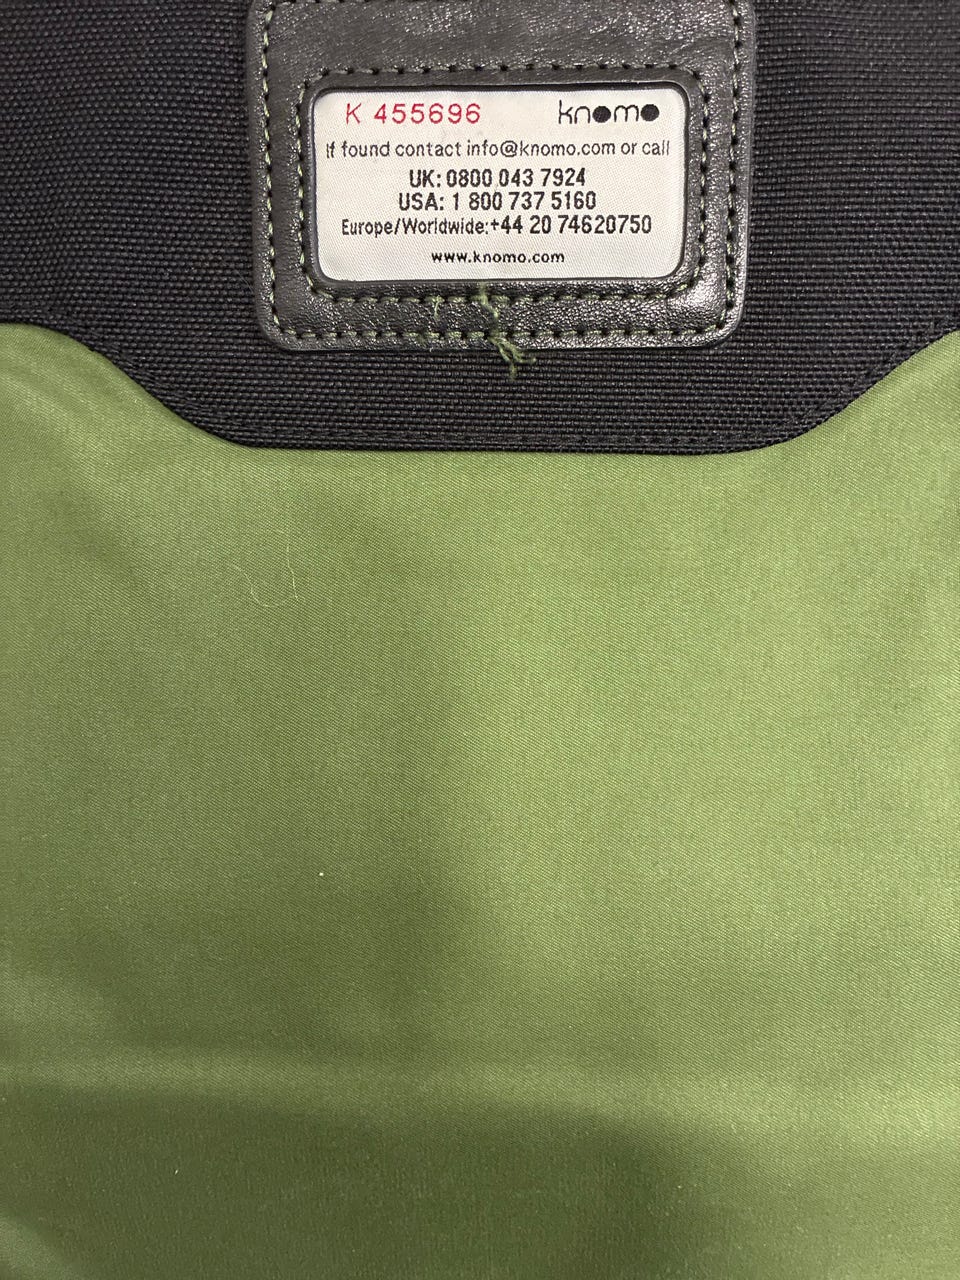 K 455696 knomo
If found contact info@knomo.com or call
UK: 0800 043 7924
USA: 1 800 737 5160
Europe/Worldwide:+44 20 74620750
www.knomo.com